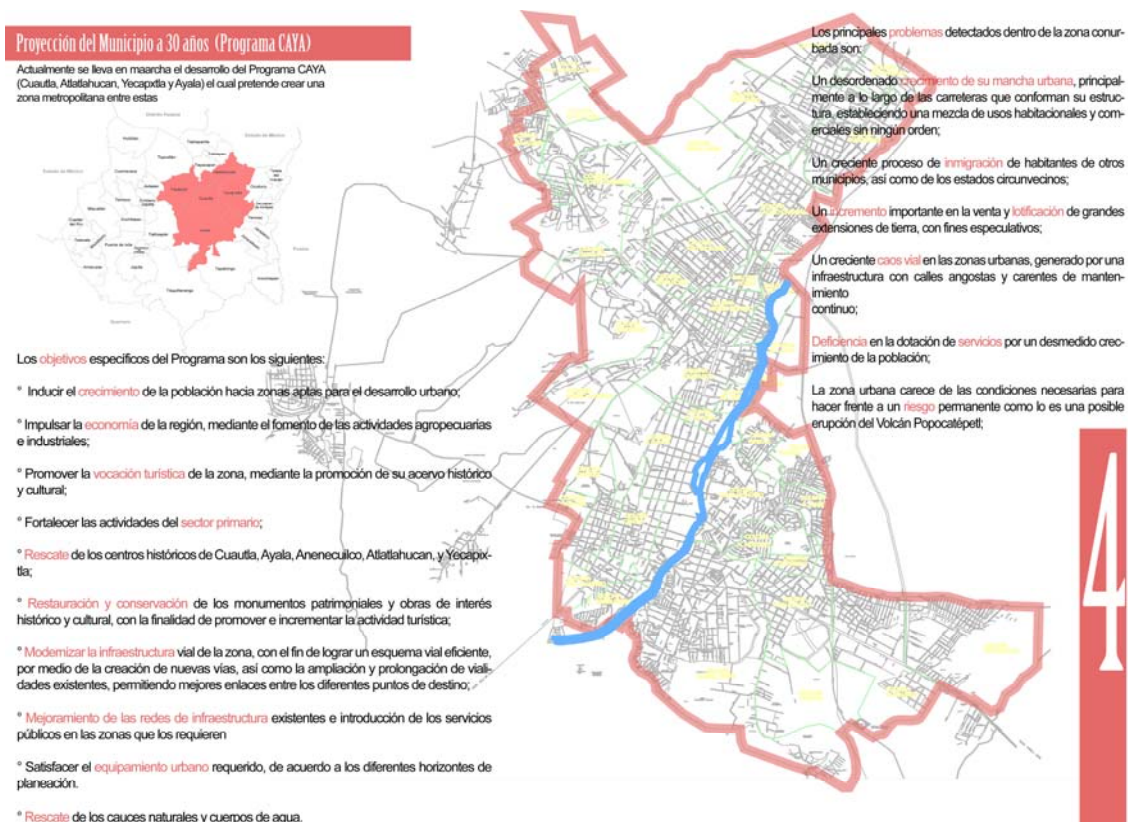 Proyección del Municipio a 30 años (Programa CAYA)
Actualmente se lleva en maarcha el desarrollo del Programa CAYA
(Cuautla, Atlatlahucan, Yecapxtla y Ayala) el cual pretende crear una
zona metropolitana entre estas
Distrito Federal
Estado de México
Estado de México
Puebla
Guerrero
Los objetivos específicos del Programa son los siguientes:
° Inducir el crecimiento de la población hacia zonas aptas para el desarrollo urbano;
° Impulsar la economía de la región, mediante el fomento de las actividades agropecuarias
e industriales;
° Promover la vocación turística de la zona, mediante la promoción de su acervo histórico
y cultural;
° Fortalecer las actividades del sector primario;
° Rescate de los centros históricos de Cuautla, Ayala, Anenecuilco, Atlatlahucan, y Yecapix-
tla;
° Restauración y conservación de los monumentos patrimoniales y obras de interés
histórico y cultural, con la finalidad de promover e incrementar la actividad turística;
° Modernizar la infraestructura vial de la zona, con el fin de lograr un esquema vial eficiente,
por medio de la creación de nuevas vías, así como la ampliación y prolongación de viali-
dades existentes, permitiendo mejores enlaces entre los diferentes puntos de destino;
° Mejoramiento de las redes de infraestructura existentes e introducción de los servicios
públicos en las zonas que los requieren
° Satisfacer el equipamiento urbano requerido, de acuerdo a los diferentes horizontes de
planeación.
° Rescate de los cauces naturales y cuerpos de agua.
Los principales problemas detectados dentro de la zona conur-
bada son:
Un desordenado crecimiento de su mancha urbana, principal-
mente a lo largo de las carreteras que conforman su estruc-
tura, estableciendo una mezcla de usos habitacionales y com-
erciales sin ningún orden;
Un creciente proceso de inmigración de habitantes de otros
municipios, así como de los estados circunvecinos;
Un incremento importante en la venta y lotificación de grandes
extensiones de tierra, con fines especulativos;
Un creciente caos vial en las zonas urbanas, generado por una
infraestructura con calles angostas y carentes de manten-
imiento
continuo;
Deficiencia en la dotación de servicios por un desmedido crec-
imiento de la población;
La zona urbana carece de las condiciones necesarias para
hacer frente a un riesgo permanente como lo es una posible
erupción del Volcán Popocatépetl;
4